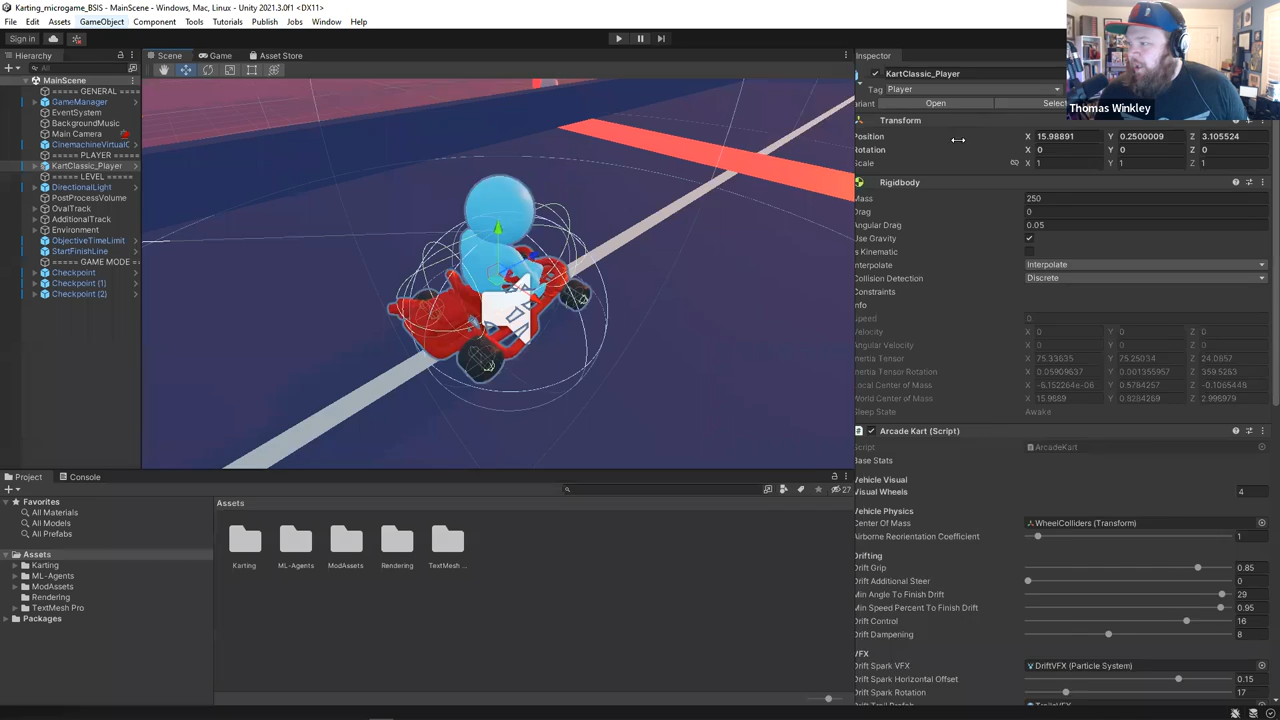 Karting_microgame_BSIS - MainScene - Windows, Mac, Linux - Unity 2021.3.0f1 <DX11>
File Edit Assets GameObject Component Tools Tutorials Publish Jobs Window Help
Sign in
Hierarchy
All
MainScene
===== GENERAL =====
GameManager
EventSystem
BackgroundMusic
Main Camera
CinemachineVirtualC
===== PLAYER =====
KartClassic_Player
===== LEVEL =====
DirectionalLight
PostProcessVolume
OvalTrack
AdditionalTrack
Environment
ObjectiveTimeLimit
StartFinishLine
===== GAME MODE ==
Checkpoint
Checkpoint (1)
Checkpoint (2)
Scene Game Asset Store
Inspector
KartClassic_Player
Tag Player
variant Open Select
Thomas Winkley
Transform
Position X 15.98891 Y 0.2500009 Z 3.105524
Rotation X 0 Y 0 Z 0
Scale X 1 Y 1 Z 1
Rigidbody
Mass 250
Drag 0
Angular Drag 0.05
Use Gravity
Is Kinematic
Interpolate Interpolate
Collision Detection Discrete
Constraints
Info
Speed 0
Velocity X 0 Y 0 Z 0
Angular Velocity X 0 Y 0 Z 0
Inertia Tensor X 75.33635 Y 75.25034 Z 24.0857
Inertia Tensor Rotation X 0.05909637 Y 0.001355957 Z 359.5263
Local Center of Mass X -6.152264e-06 Y 0.5784257 Z -0.1065448
World Center of Mass X 15.9889 Y 0.8284269 Z 2.998979
Sleep State Awake
Arcade Kart (Script)
Script ArcadeKart
Base Stats
Vehicle Visual
Visual Wheels 4
Vehicle Physics
Center Of Mass WheelColliders (Transform)
Airborne Reorientation Coefficient 1
Drifting
Drift Grip 0.85
Drift Additional Steer 0
Min Angle To Finish Drift 29
Min Speed Percent To Finish Drift 0.95
Drift Control 16
Drift Dampening 8
VFX
Drift Spark VFX DriftVFX (Particle System)
Drift Spark Horizontal Offset 0.15
Drift Spark Rotation 17
Project Console
27
Favorites
All Materials
All Models
All Prefabs
Assets
Karting
ML-Agents
ModAssets
Rendering
TextMesh Pro
Packages
Assets
Karting ML-Agents ModAssets Rendering TextMesh ...